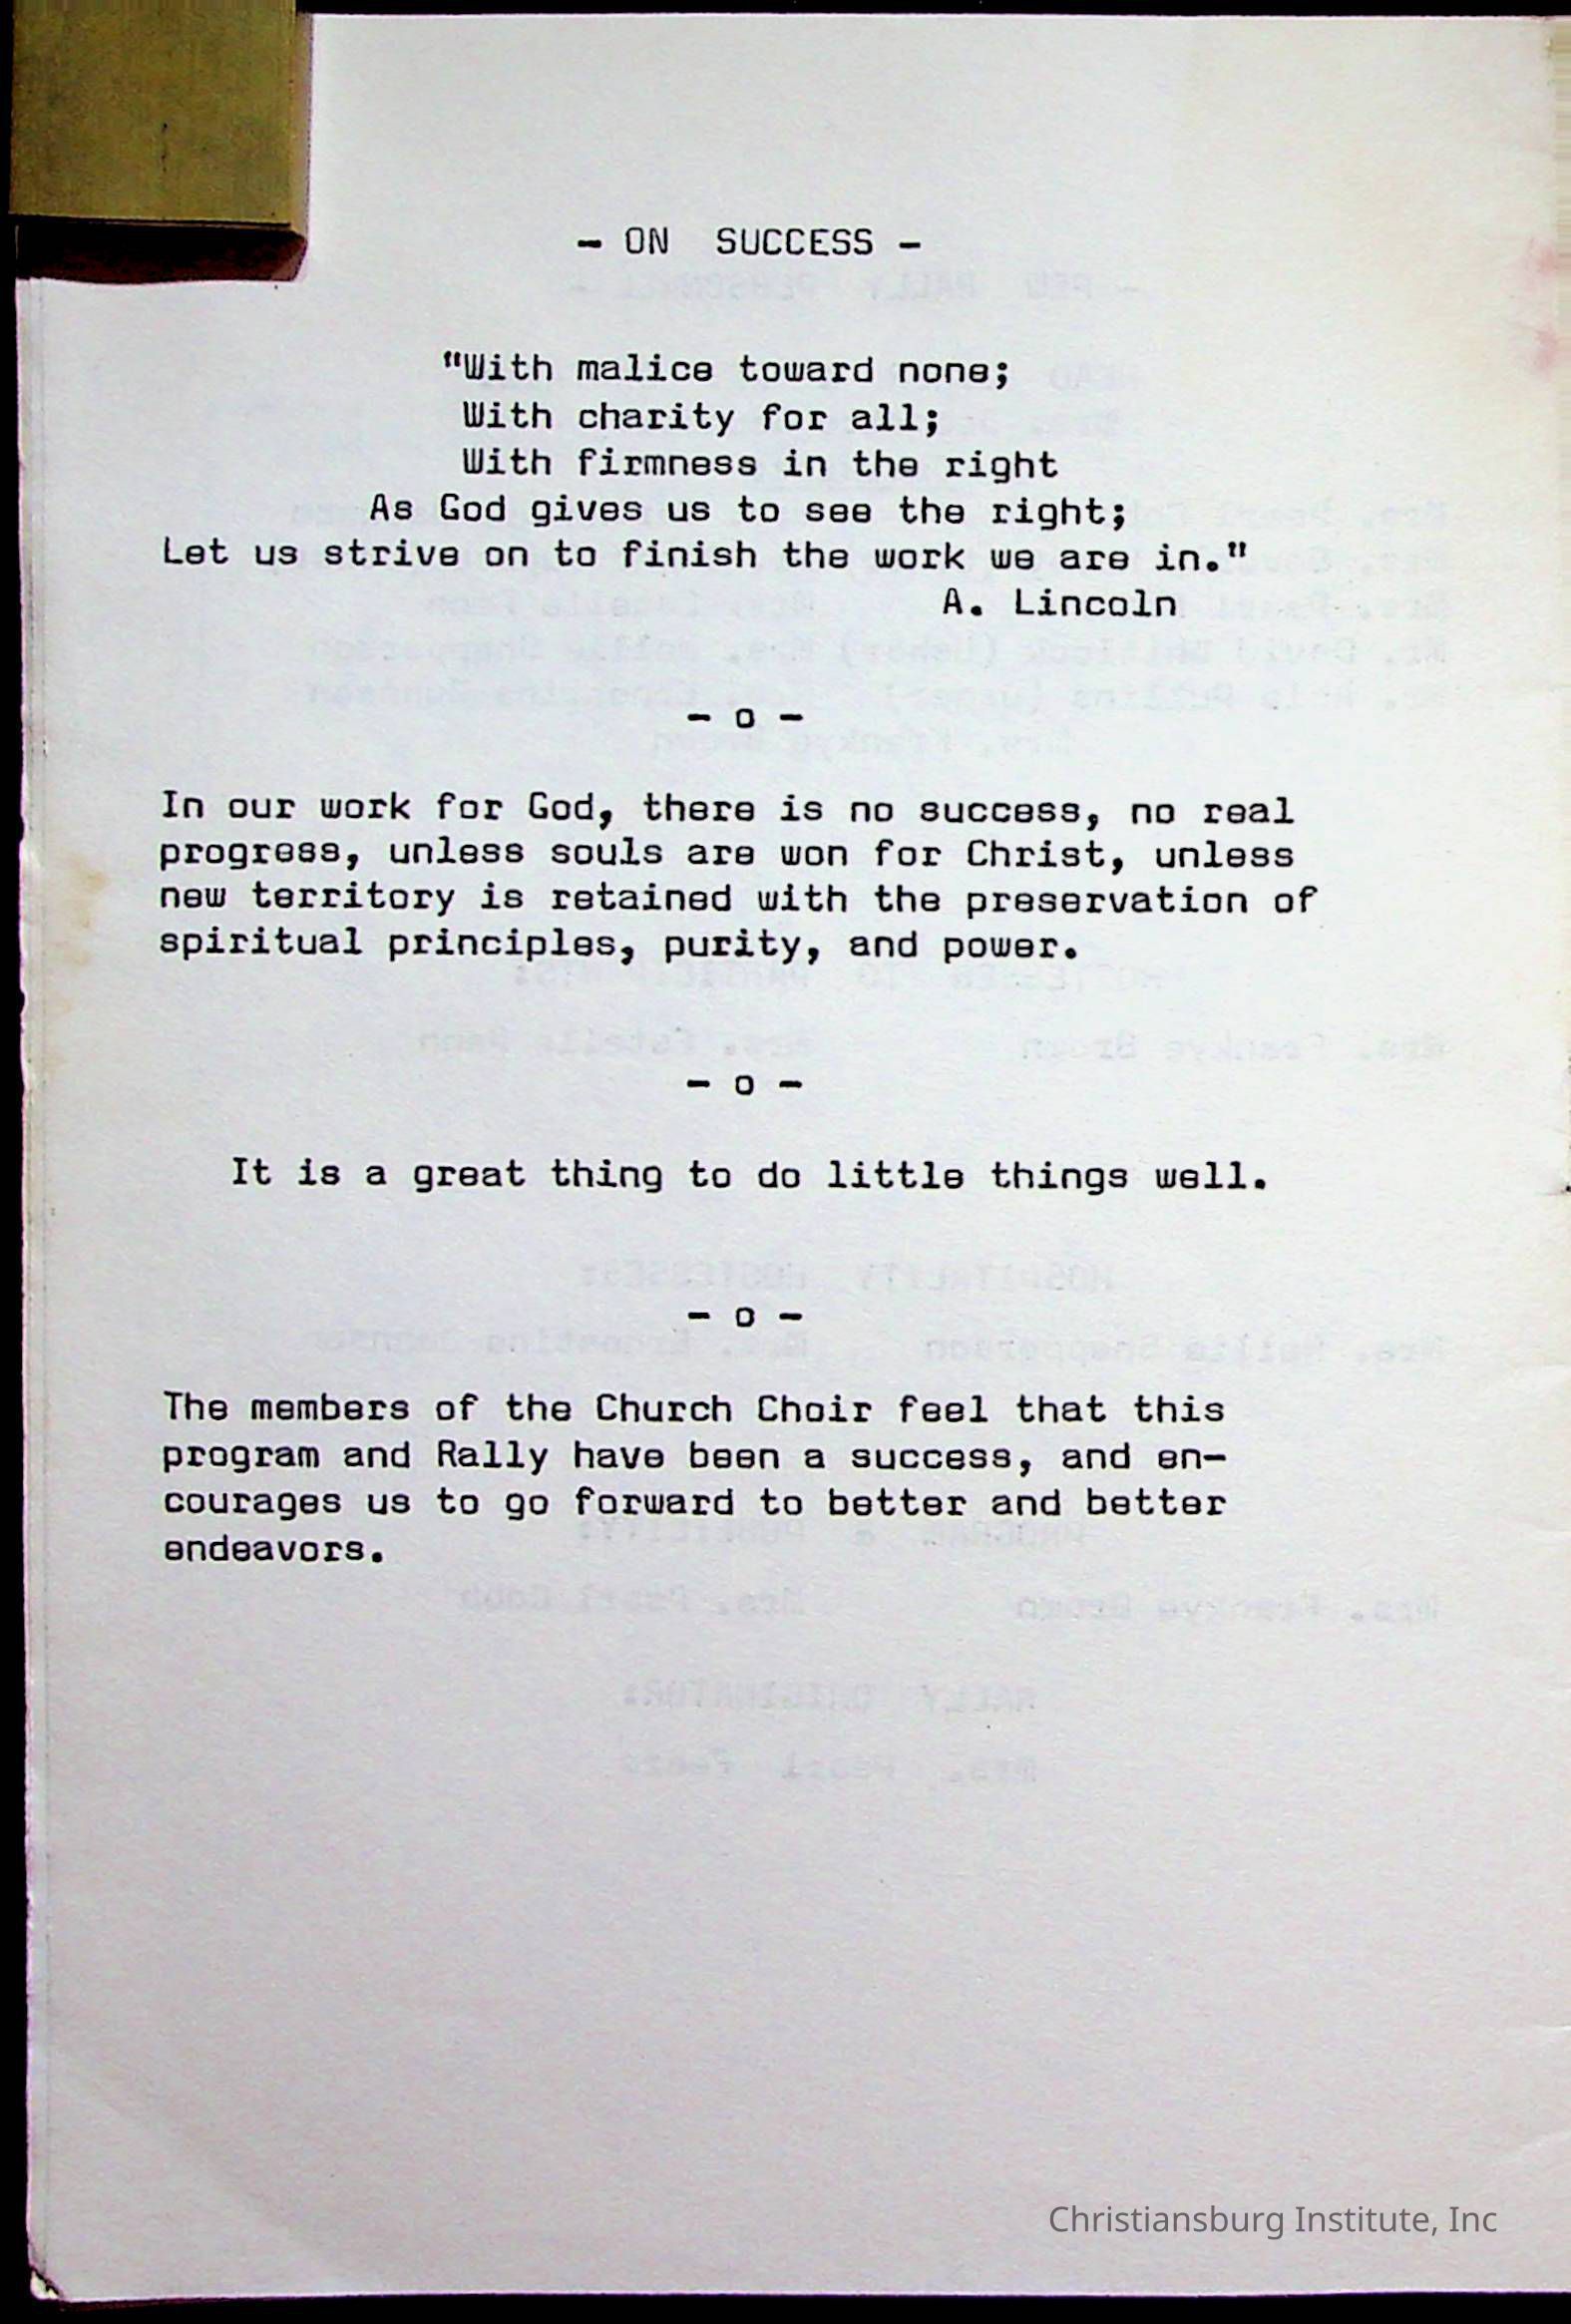 - ON SUCCESS -
"With malice toward none;
With charity for all;
With firmness in the right
As God gives us to see the right;
Let us strive on to finish the work we are in."
A. Lincoln
- o -
In our work for God, there is no success, no real
progress, unless souls are won for Christ, unless
new territory is retained with the preservation of
spiritual principles, purity, and power.
- o -
It is a great thing to do little things well.
- o -
The members of the Church Choir feel that this
program and Rally have been a success, and en-
courages us to go forward to better and better
endeavors.
Christiansburg Institute, Inc